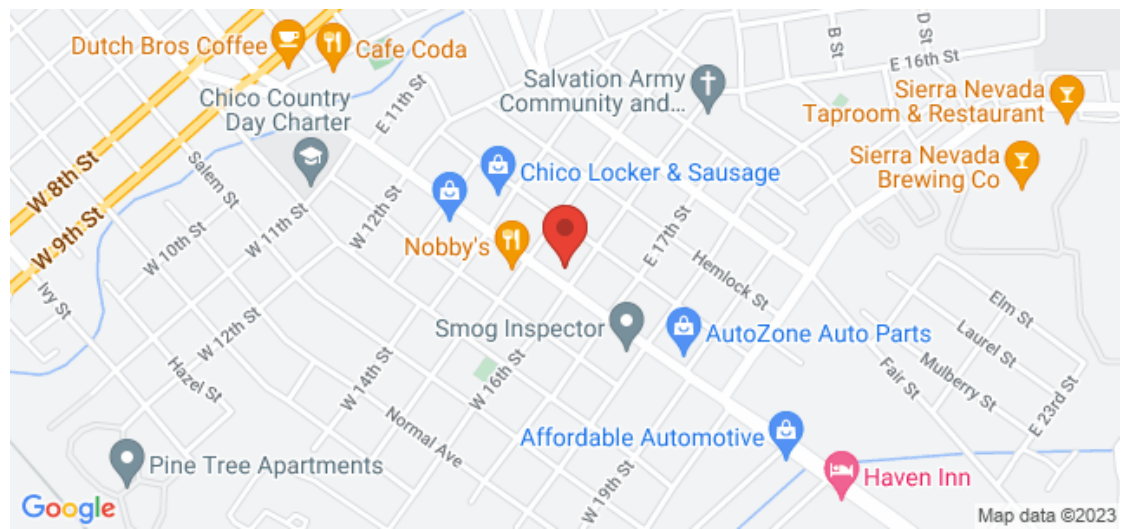 Dutch Bros Coffee
Cafe Coda
B St
D St
E 16th St
Chico Country
Day Charter
E 11th St
Salvation Army
Community and...
Sierra Nevada
Taproom & Restaurant
W 8th St
W 9th St
Salem St
W 10th St
W 11th St
W 12th St
Chico Locker & Sausage
Sierra Nevada
Brewing Co
Nobby's
E 17th St
Hemlock St
Ivy St
W 12th St
Hazel St
Smog Inspector
AutoZone Auto Parts
Elm St
Laurel St
Mulberry St
Fair St
E 23rd St
W 14th St
W 16th St
Normal Ave
Affordable Automotive
Pine Tree Apartments
W 19th St
Haven Inn
Google
Map data ©2023